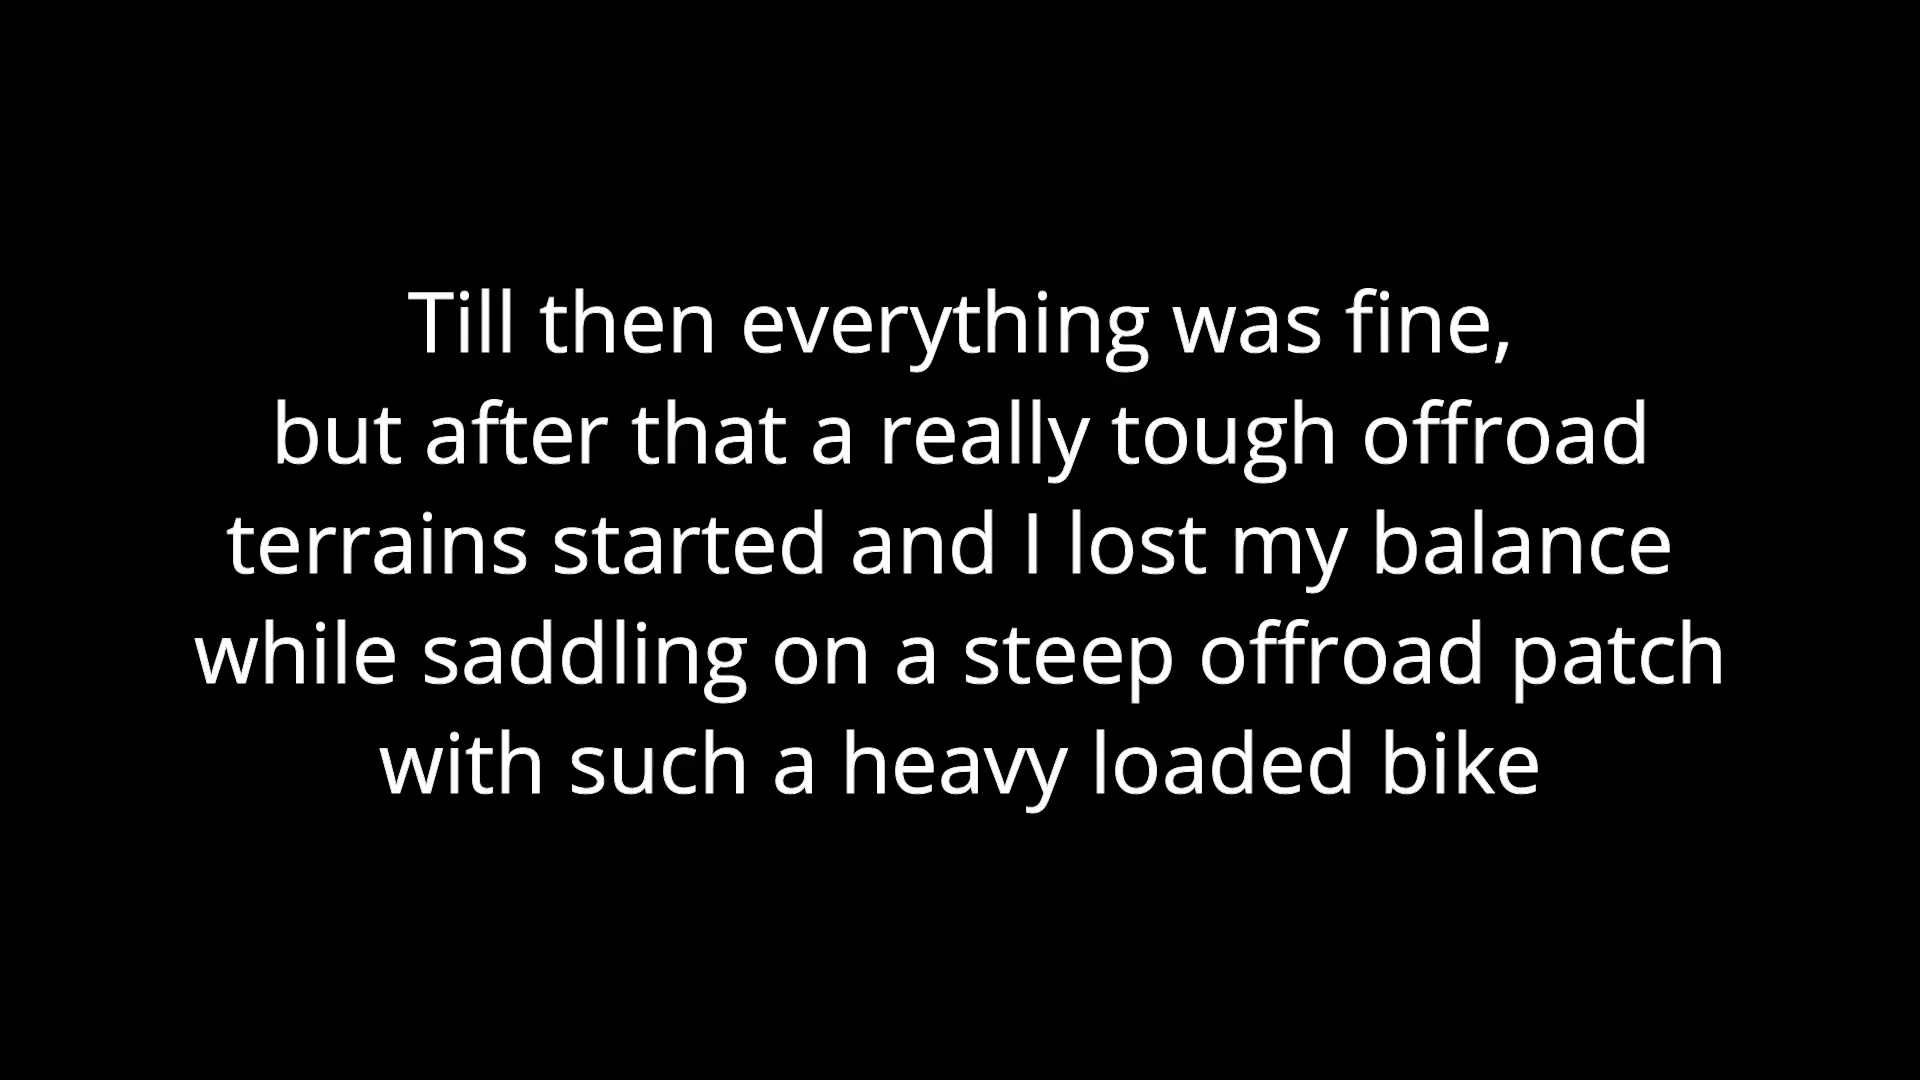 Till then everything was fine,
but after that a really tough offroad
terrains started and I lost my balance
while saddling on a steep offroad patch
with such a heavy loaded bike